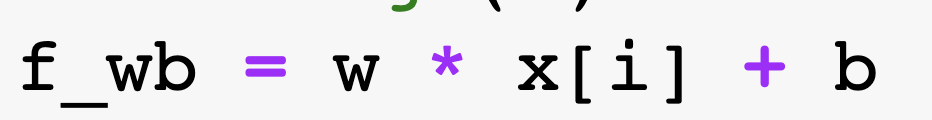 f_wb = w * x[i] + b